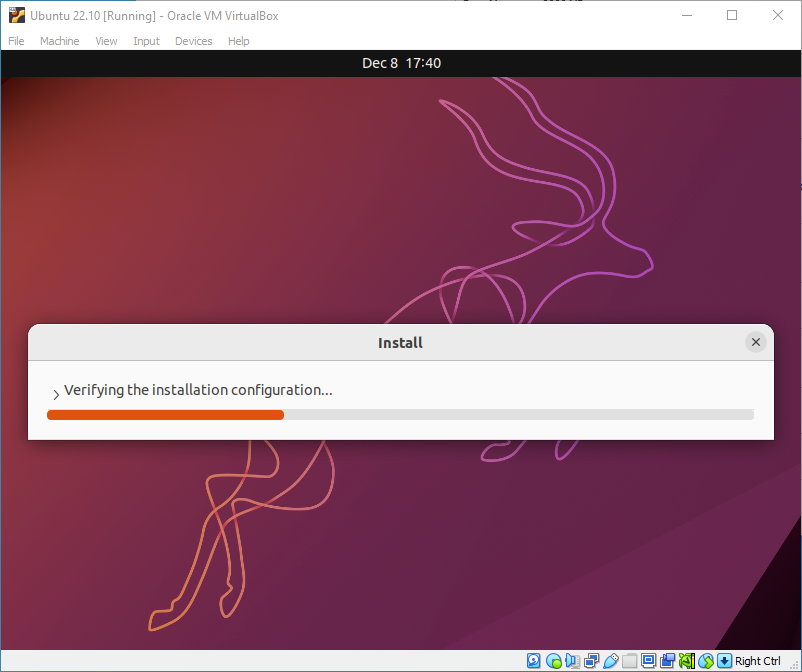 Ubuntu 22.10 [Running] - Oracle VM VirtualBox
File Machine View Input Devices Help
Dec 8 17:40
Install
Verifying the installation configuration...
Right Ctrl